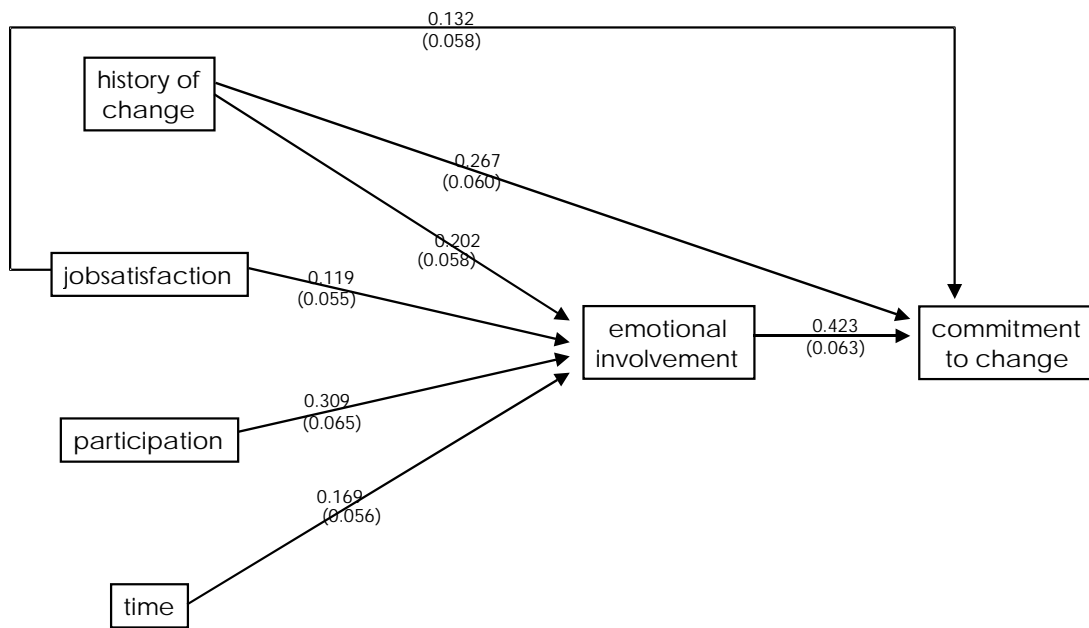 0.132
(0.058)
history of
change
0.267
(0.060)
0.202
(0.058)
jobsatisfaction
0.119
(0.055)
emotional
involvement
0.423
(0.063)
commitment
to change
0.309
(0.065)
participation
0.169
(0.056)
time